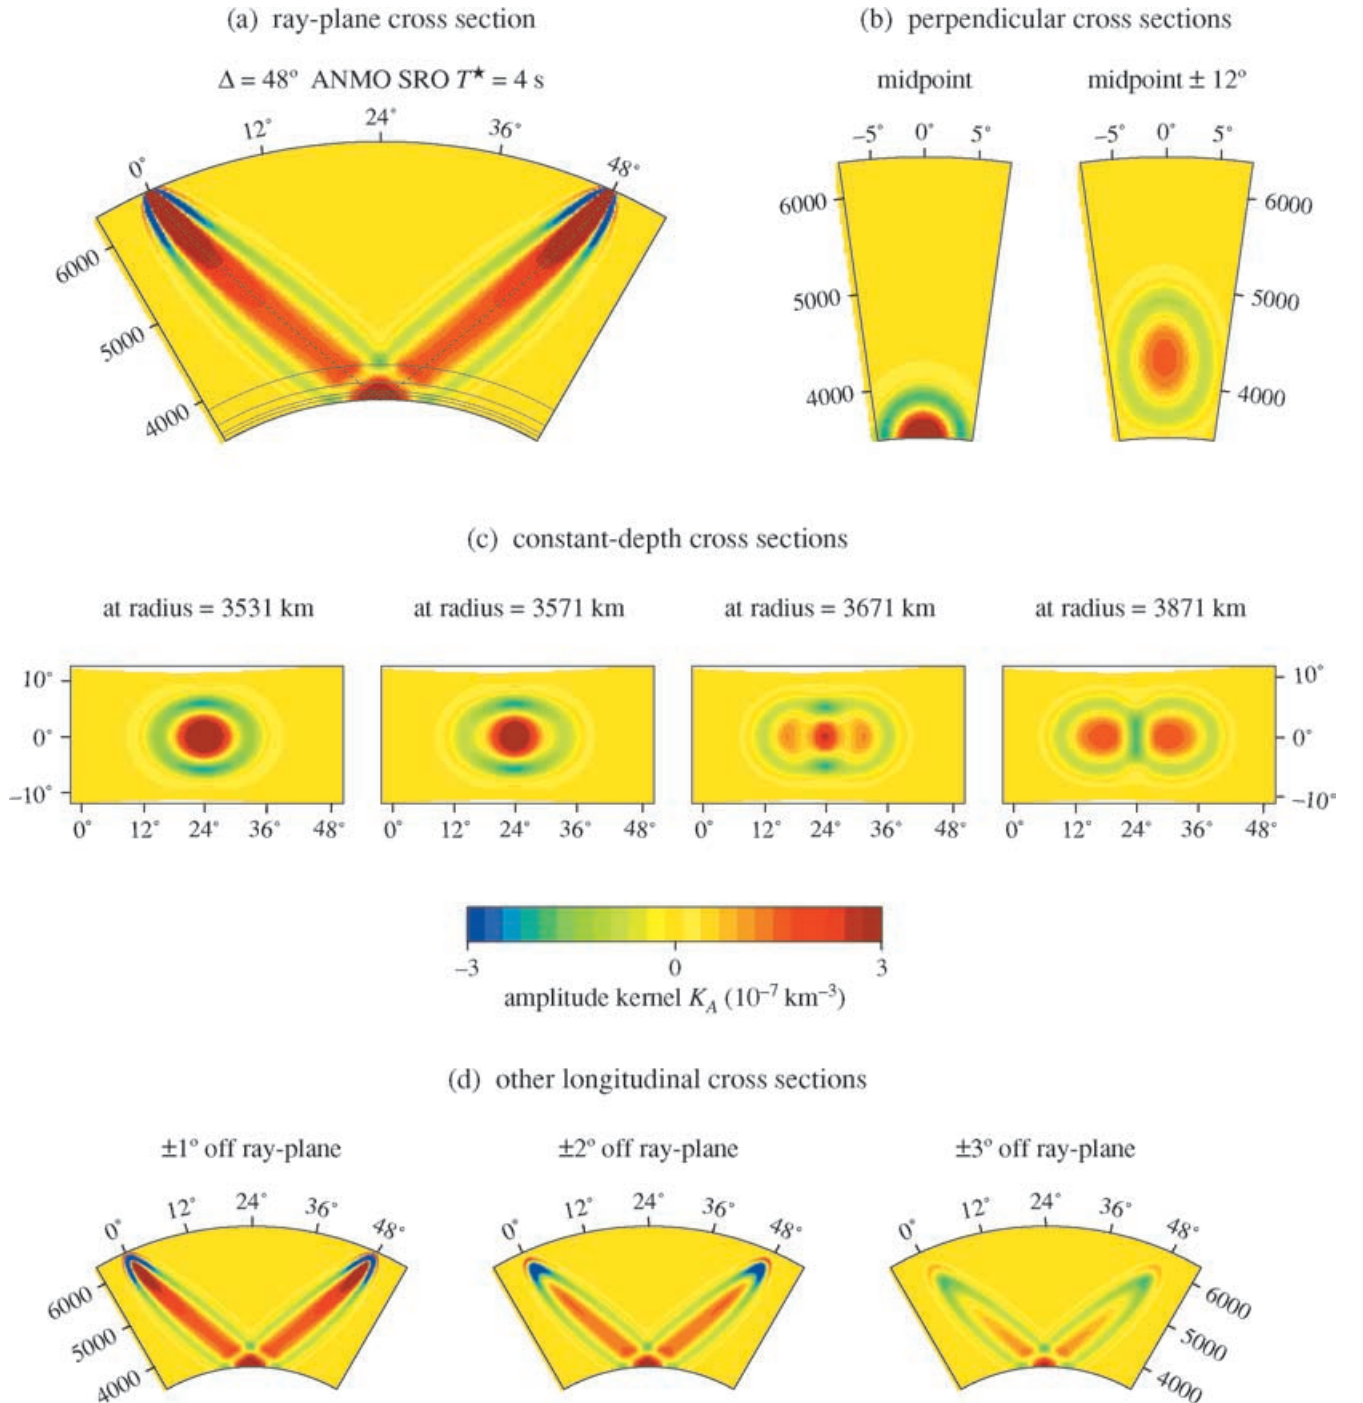 (a) ray-plane cross section
Δ = 48° ANMO SRO T★ = 4 s
0° 12° 24° 36° 48°
6000
5000
4000
(b) perpendicular cross sections
midpoint
−5° 0° 5°
6000
5000
4000
midpoint ± 12°
−5° 0° 5°
6000
5000
4000
(c) constant-depth cross sections
at radius = 3531 km
at radius = 3571 km
at radius = 3671 km
at radius = 3871 km
10°
0°
−10°
10°
0°
−10°
0° 12° 24° 36° 48°
0° 12° 24° 36° 48°
0° 12° 24° 36° 48°
0° 12° 24° 36° 48°
−3 0 3
amplitude kernel K_A (10⁻⁷ km⁻³)
(d) other longitudinal cross sections
±1° off ray-plane
0° 12° 24° 36° 48°
6000
5000
4000
±2° off ray-plane
0° 12° 24° 36° 48°
±3° off ray-plane
0° 12° 24° 36° 48°
6000
5000
4000